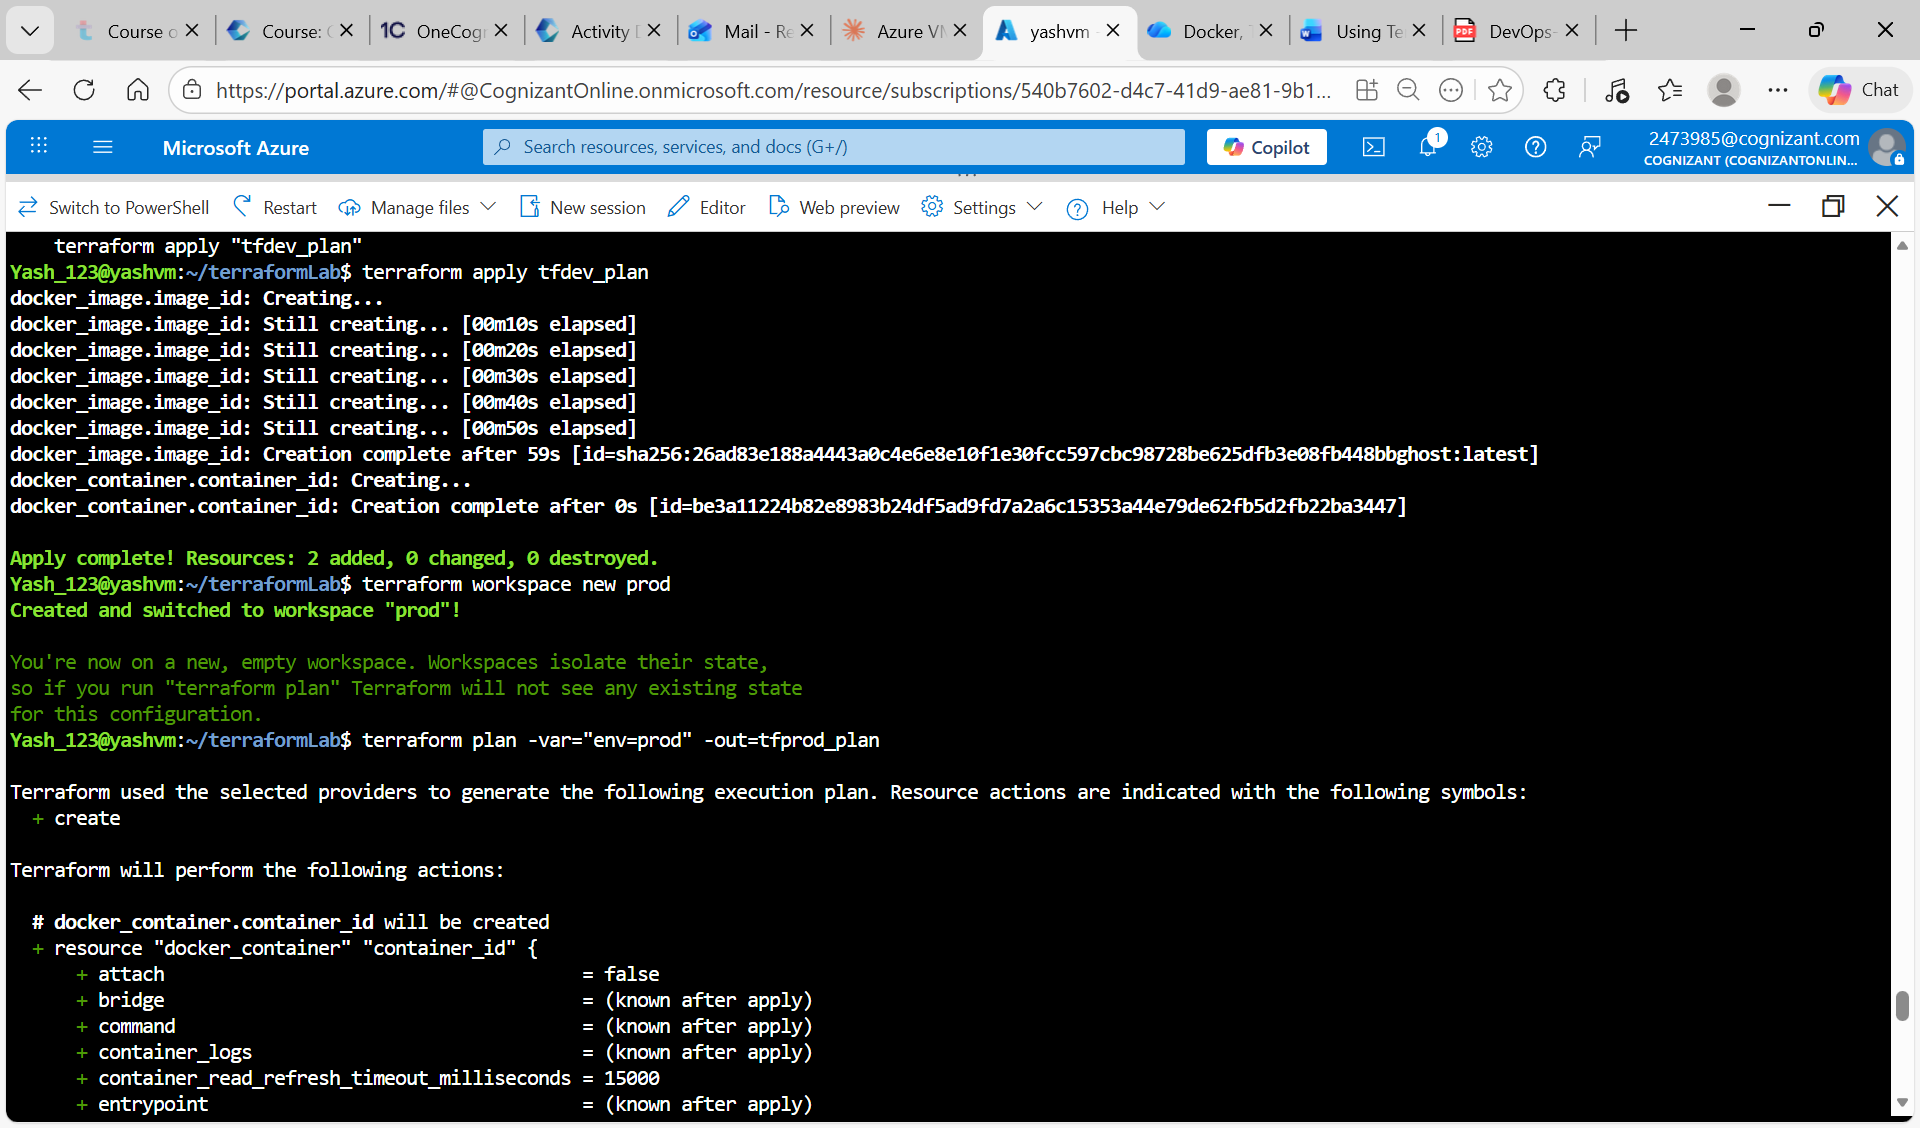 Course o
Course: (
1C OneCog
Activity D
Mail - Re
Azure VM
yashvm -
Docker, T
W Using Te
PDF DevOps-
https://portal.azure.com/#@CognizantOnline.onmicrosoft.com/resource/subscriptions/540b7602-d4c7-41d9-ae81-9b1...
Chat
Microsoft Azure
Search resources, services, and docs (G+/)
Copilot
1
2473985@cognizant.com
COGNIZANT (COGNIZANTONLIN...
Switch to PowerShell
Restart
Manage files
New session
Editor
Web preview
Settings
Help
terraform apply "tfdev_plan"
Yash_123@yashvm:~/terraformLab$ terraform apply tfdev_plan
docker_image.image_id: Creating...
docker_image.image_id: Still creating... [00m10s elapsed]
docker_image.image_id: Still creating... [00m20s elapsed]
docker_image.image_id: Still creating... [00m30s elapsed]
docker_image.image_id: Still creating... [00m40s elapsed]
docker_image.image_id: Still creating... [00m50s elapsed]
docker_image.image_id: Creation complete after 59s [id=sha256:26ad83e188a4443a0c4e6e8e10f1e30fcc597cbc98728be625dfb3e08fb448bbghost:latest]
docker_container.container_id: Creating...
docker_container.container_id: Creation complete after 0s [id=be3a11224b82e8983b24df5ad9fd7a2a6c15353a44e79de62fb5d2fb22ba3447]
Apply complete! Resources: 2 added, 0 changed, 0 destroyed.
Yash_123@yashvm:~/terraformLab$ terraform workspace new prod
Created and switched to workspace "prod"!
You're now on a new, empty workspace. Workspaces isolate their state,
so if you run "terraform plan" Terraform will not see any existing state
for this configuration.
Yash_123@yashvm:~/terraformLab$ terraform plan -var="env=prod" -out=tfprod_plan
Terraform used the selected providers to generate the following execution plan. Resource actions are indicated with the following symbols:
+ create
Terraform will perform the following actions:
# docker_container.container_id will be created
+ resource "docker_container" "container_id" {
+ attach = false
+ bridge = (known after apply)
+ command = (known after apply)
+ container_logs = (known after apply)
+ container_read_refresh_timeout_milliseconds = 15000
+ entrypoint = (known after apply)